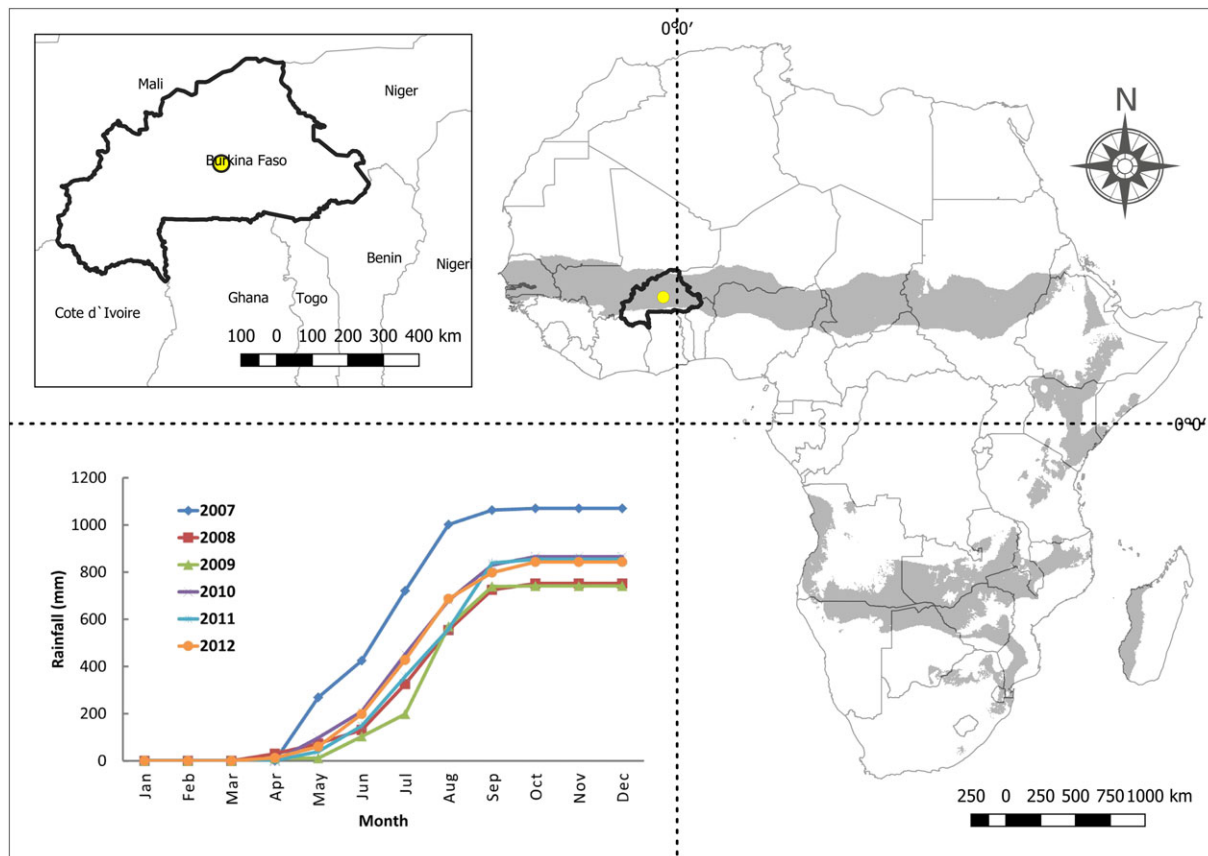 0°0'
N
Mali
Niger
Burkina Faso
Benin
Nigeri
Ghana
Togo
Cote d`Ivoire
100 0 100 200 300 400 km
0°0'
1200
1000
800
600
400
200
0
Rainfall (mm)
2007
2008
2009
2010
2011
2012
Jan Feb Mar Apr May Jun Jul Aug Sep Oct Nov Dec
Month
250 0 250 500 750 1000 km